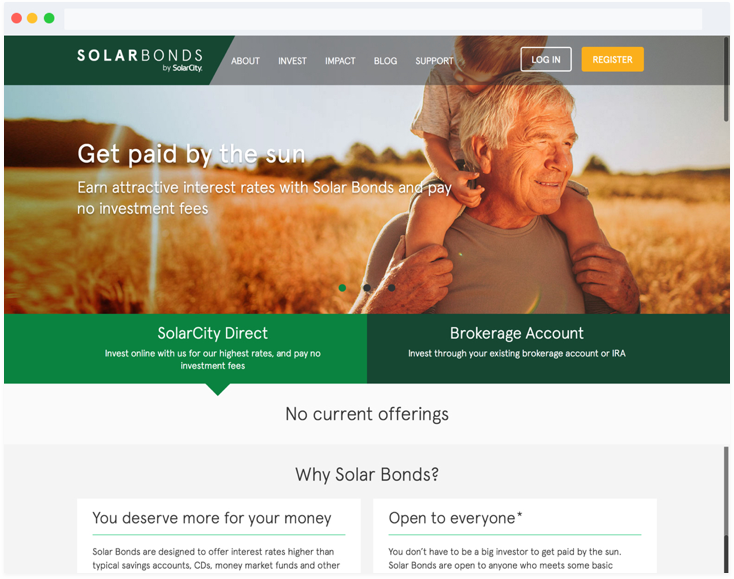 SOLARBONDS
by SolarCity.
ABOUT INVEST IMPACT BLOG SUPPORT
LOG IN
REGISTER
Get paid by the sun
Earn attractive interest rates with Solar Bonds and pay
no investment fees
SolarCity Direct
Invest online with us for our highest rates, and pay no
investment fees
Brokerage Account
Invest through your existing brokerage account or IRA
No current offerings
Why Solar Bonds?
You deserve more for your money
Solar Bonds are designed to offer interest rates higher than
typical savings accounts, CDs, money market funds and other
Open to everyone*
You don't have to be a big investor to get paid by the sun.
Solar Bonds are open to anyone who meets some basic